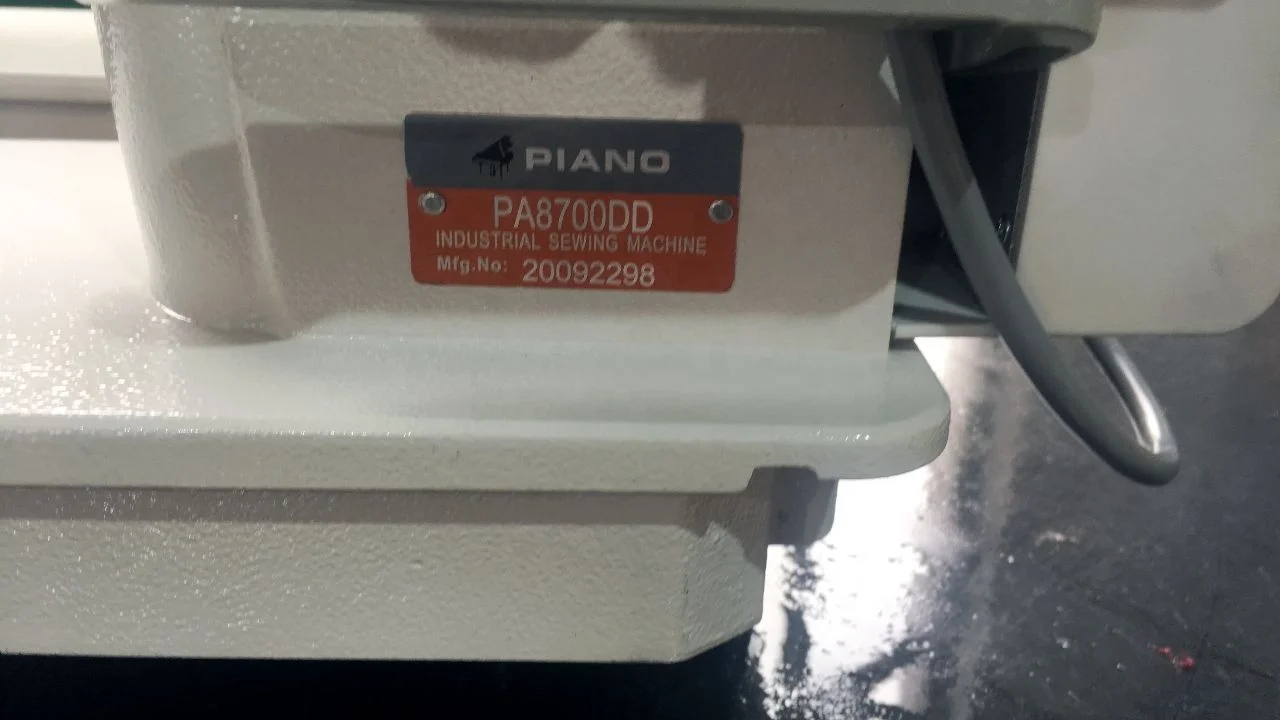 PIANO
PA8700DD
INDUSTRIAL SEWING MACHINE
Mfg.No: 20092298